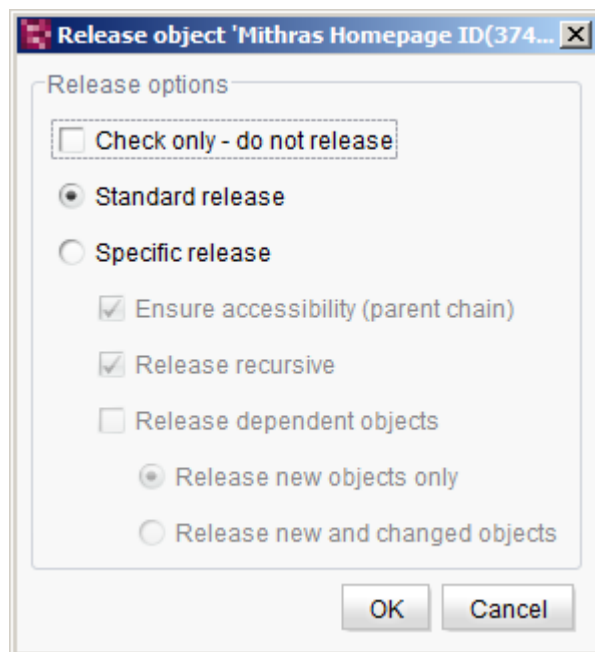 Release object 'Mithras Homepage ID(374...
Release options
Check only - do not release
Standard release
Specific release
Ensure accessibility (parent chain)
Release recursive
Release dependent objects
Release new objects only
Release new and changed objects
OK Cancel